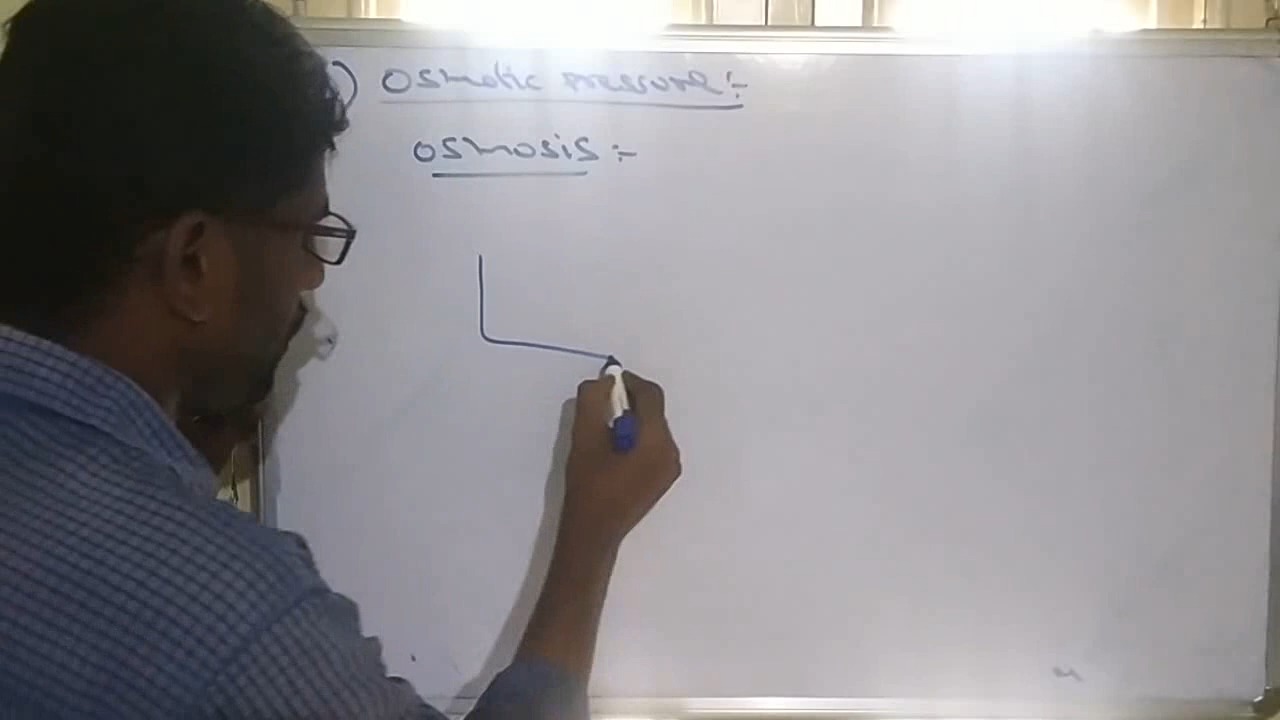 ) Osmotic pressure :-
Osmosis :-